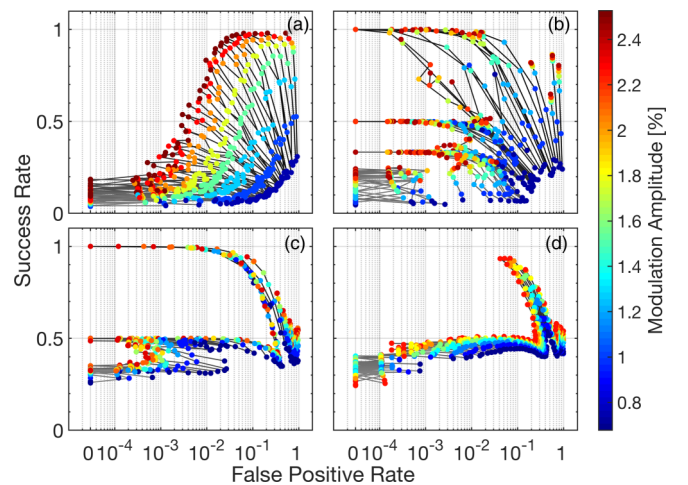 (a)
(b)
1
0.5
0
Success Rate
(c)
(d)
1
0.5
0
0 10^-4 10^-3 10^-2 10^-1 1
0 10^-4 10^-3 10^-2 10^-1 1
False Positive Rate
2.4
2.2
2
1.8
1.6
1.4
1.2
1
0.8
Modulation Amplitude [%]